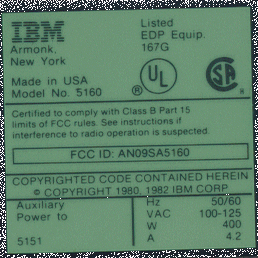 IBM
Armonk,
New York
Listed
EDP Equip.
167G
Made in USA
Model No. 5160
UL
®
SA
®
Certified to comply with Class B Part 15
limits of FCC rules. See instructions if
interference to radio operation is suspected.
FCC ID: AN09SA5160
COPYRIGHTED CODE CONTAINED HEREIN
© COPYRIGHT 1980, 1982 IBM CORP
Auxiliary
Power to
5151
Hz 50/60
VAC 100-125
W 400
A 4.2